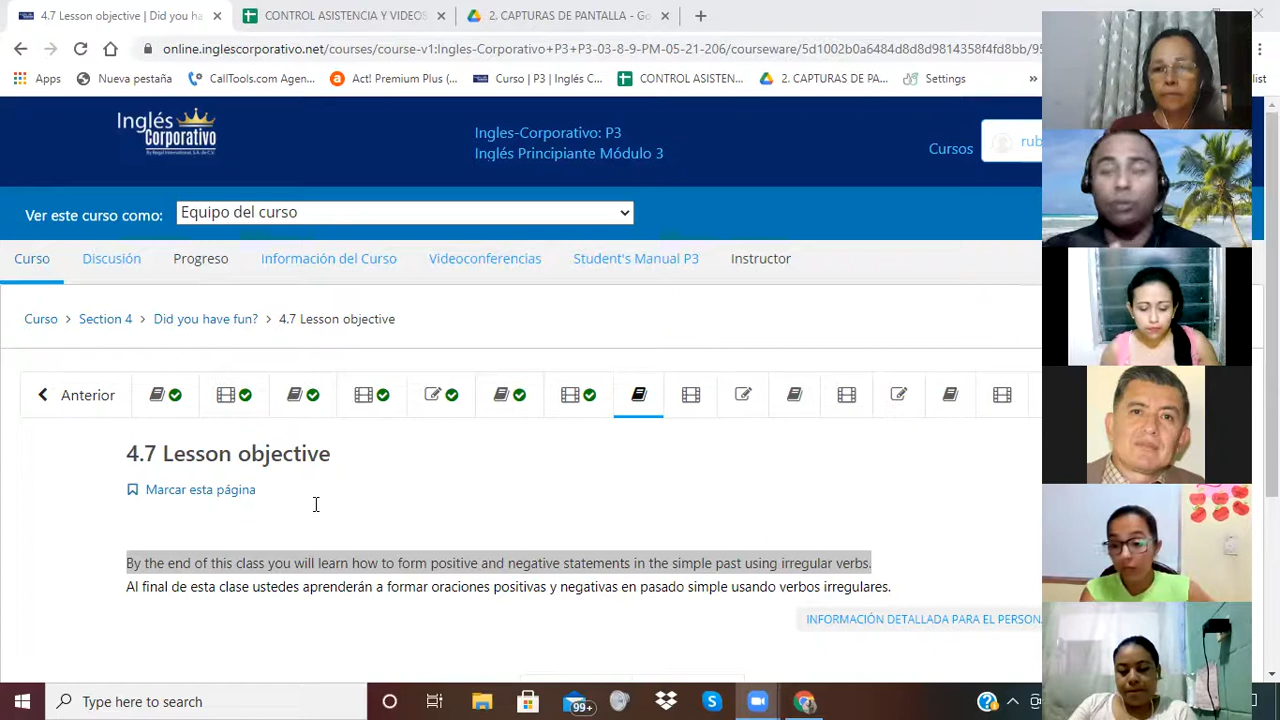 4.7 Lesson objective | Did you ha
CONTROL ASISTENCIA Y VIDEOS
2. CAPTURAS DE PANTALLA - Go
online.inglescorporativo.net/courses/course-v1:Ingles-Corporativo+P3+P3-03-8-9-PM-05-21-206/courseware/5d1002b0a6484d8d8d9814358f4fd8bb/9
Apps
Nueva pestaña
CallTools.com Agen...
Act! Premium Plus (...
Curso | P3 | Inglés C...
CONTROL ASISTEN...
2. CAPTURAS DE PA...
Settings
Inglés
Corporativo
Ingles-Corporativo: P3
Inglés Principiante Módulo 3
Cursos
rub
Ver este curso como:
Equipo del curso
Curso
Discusión
Progreso
Información del Curso
Videoconferencias
Student's Manual P3
Instructor
Curso > Section 4 > Did you have fun? > 4.7 Lesson objective
Anterior
4.7 Lesson objective
Marcar esta página
By the end of this class you will learn how to form positive and negative statements in the simple past using irregular verbs.
Al final de esta clase ustedes aprenderán a formar oraciones positivas y negativas en pasado simple usando verbos irregulares.
INFORMACIÓN DETALLADA PARA EL PERSON
Type here to search
99+